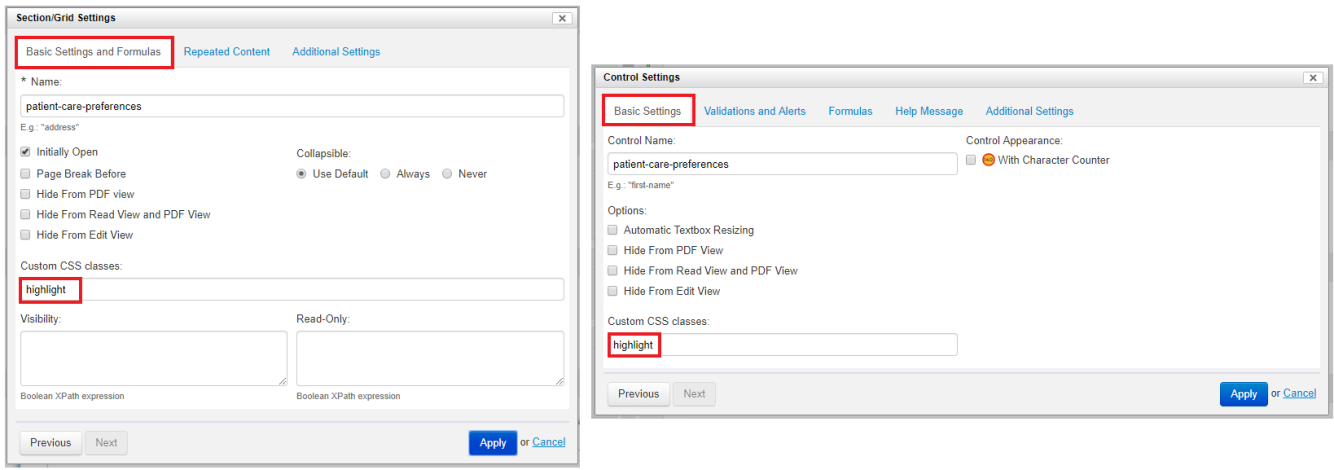 Section/Grid Settings
Basic Settings and Formulas Repeated Content Additional Settings
* Name:
patient-care-preferences
E.g.: "address"
Initially Open
Page Break Before
Hide From PDF view
Hide From Read View and PDF View
Hide From Edit View
Collapsible:
Use Default Always Never
Custom CSS classes:
highlight
Visibility: Read-Only:
Boolean XPath expression Boolean XPath expression
Previous Next Apply or Cancel
Control Settings
Basic Settings Validations and Alerts Formulas Help Message Additional Settings
Control Name:
patient-care-preferences
E.g.: "first-name"
Control Appearance:
With Character Counter
Options:
Automatic Textbox Resizing
Hide From PDF View
Hide From Read View and PDF View
Hide From Edit View
Custom CSS classes:
highlight
Previous Next Apply or Cancel